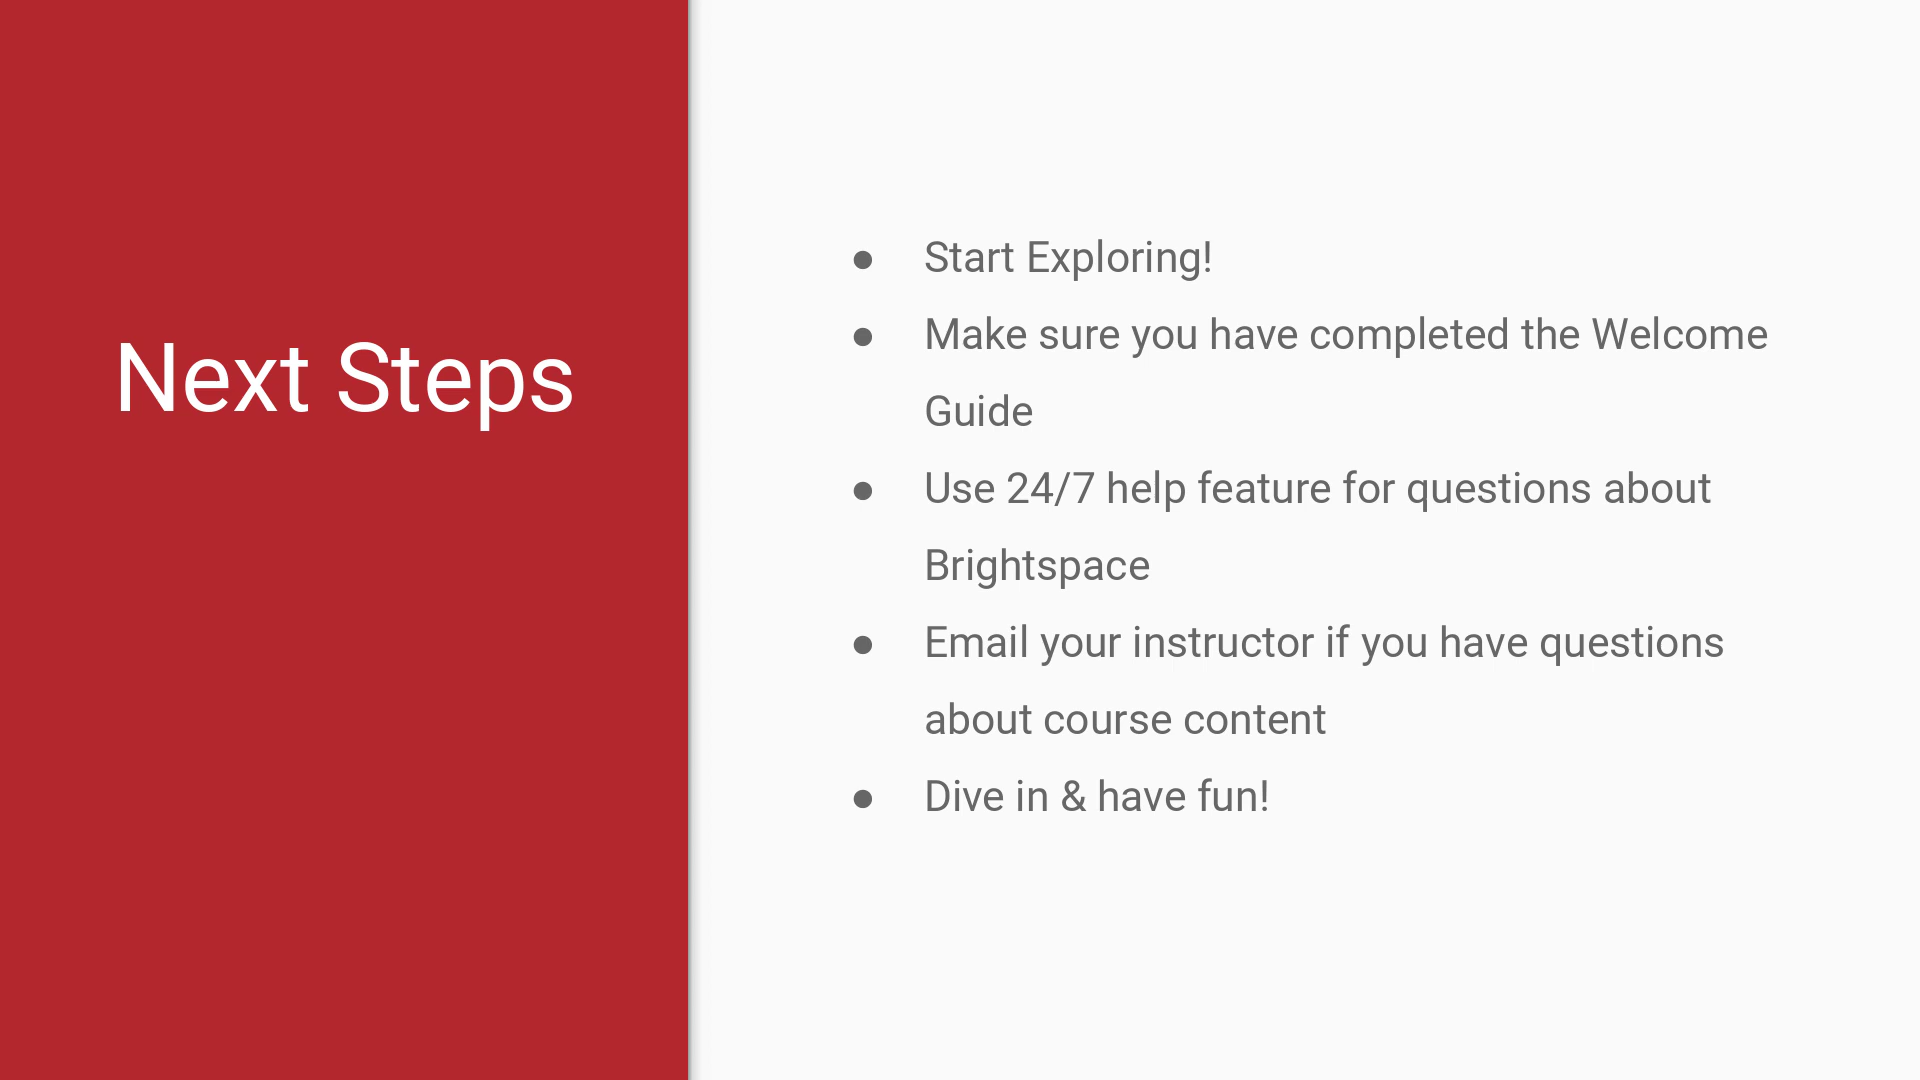 Next Steps
● Start Exploring!
● Make sure you have completed the Welcome
Guide
● Use 24/7 help feature for questions about
Brightspace
● Email your instructor if you have questions
about course content
● Dive in & have fun!